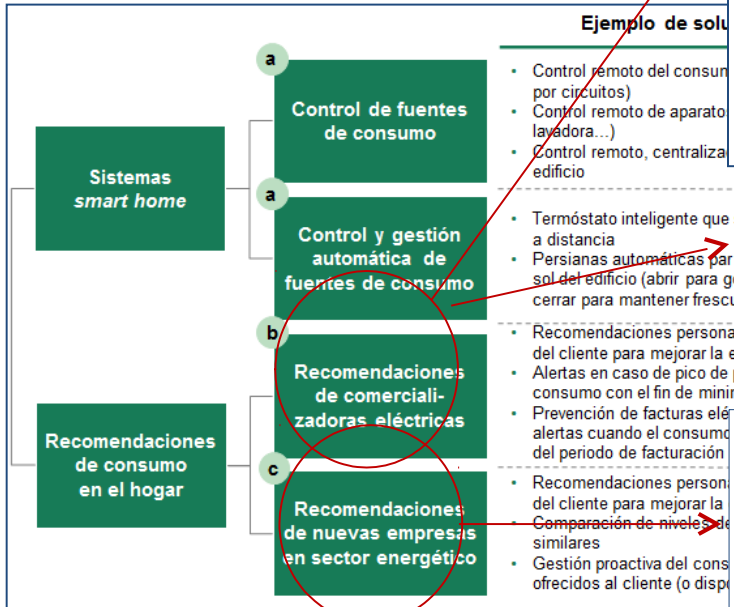 Ejemplo de solu
a
Control de fuentes
de consumo
Control remoto del consum
por circuitos)
Control remoto de aparatos
lavadora...)
Control remoto, centraliza
edificio
Sistemas
smart home
a
Control y gestión
automática de
fuentes de consumo
Termóstato inteligente que
a distancia
Persianas automáticas par
sol del edificio (abrir para g
cerrar para mantener frescu
b
Recomendaciones
de comerciali-
zadoras eléctricas
Recomendaciones persona
del cliente para mejorar la e
Alertas en caso de pico de p
consumo con el fin de minin
Prevención de facturas elé
alertas cuando el consumo
del periodo de facturación
Recomendaciones
de consumo
en el hogar
c
Recomendaciones
de nuevas empresas
en sector energético
Recomendaciones persona
del cliente para mejorar la
Comparación de niveles de
similares
Gestión proactiva del cons
ofrecidos al cliente (o dispo